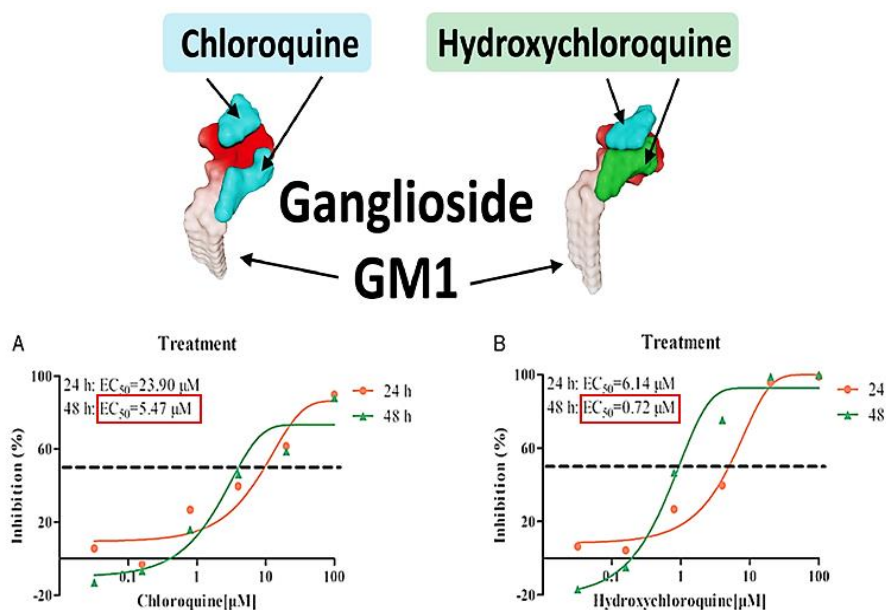 Chloroquine
Hydroxychloroquine
Ganglioside
GM1
A
Treatment
24 h: EC50=23.90 µM
48 h: EC50=5.47 µM
24 h
48 h
Inhibition (%)
100
60
20
-20
0.1
1
10
100
Chloroquine[µM]
B
Treatment
24 h: EC50=6.14 µM
48 h: EC50=0.72 µM
24 h
48
Inhibition (%)
100
60
20
-20
0.1
1
10
100
Hydroxychloroquine[µM]